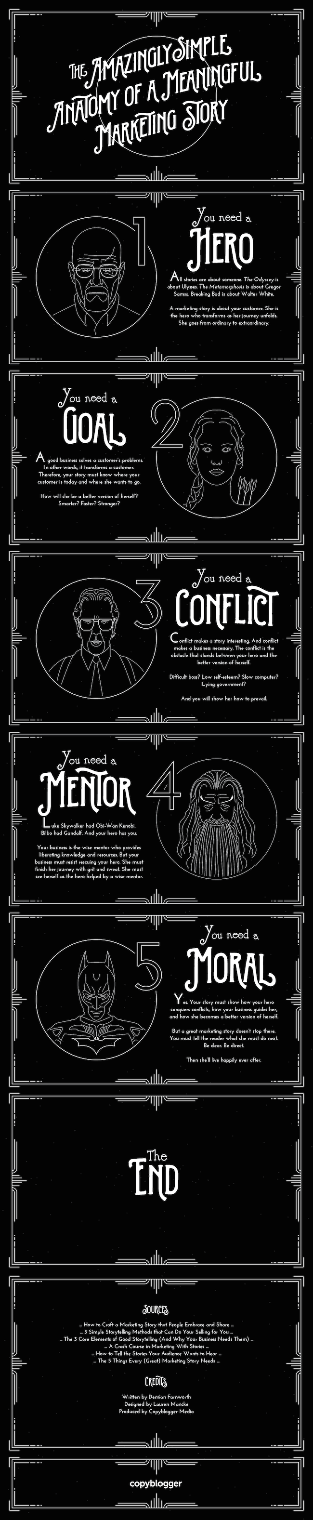 THE AMAZINGLY SIMPLE
ANATOMY OF A MEANINGFUL
MARKETING STORY
1
You need a
HERO
All stories are about someone. The Odyssey is
about Ulysses. The Metamorphosis is about Gregor
Samsa. Breaking Bad is about Walter White.
A marketing story is about your customer. She is
the hero who transforms as her journey unfolds.
She goes from ordinary to extraordinary.
You need a
GOAL
2
A good business solves a customer's problems.
In other words, it transforms a customer.
Therefore, your story must know where your
customer is today and where she wants to go.
How will she be a better version of herself?
Smarter? Faster? Stronger?
3
You need a
CONFLICT
Conflict makes a story interesting. And conflict
makes a business necessary. The conflict is the
obstacle that stands between your hero and the
better version of herself.
Difficult boss? Low self-esteem? Slow computer?
Lying government?
And you will show her how to prevail.
You need a
MENTOR
4
Luke Skywalker had Obi-Wan Kenobi.
Bilbo had Gandalf. And your hero has you.
Your business is the wise mentor who provides
liberating knowledge and resources. But your
business must resist rescuing your hero. She must
finish her journey with grit and sweat. She must
see herself as the hero helped by a wise mentor.
5
You need a
MORAL
Yes. Your story must show how your hero
conquers conflicts, how your business guides her,
and how she becomes a better version of herself.
But a great marketing story doesn't stop there.
You must tell the reader what she must do next.
Be clear. Be direct.
Then she'll live happily ever after.
The
END
SOURCES
... How to Craft a Marketing Story that People Embrace and Share ...
... 3 Simple Storytelling Methods that Can Do Your Selling for You ...
... The 5 Core Elements of Good Storytelling (And Why Your Business Needs Them) ...
... A Crash Course in Marketing With Stories ...
... How to Tell the Stories Your Audience Wants to Hear ...
... The 5 Things Every (Great) Marketing Story Needs ...
CREDITS
Written by Demian Farnworth
Designed by Lauren Mancke
Produced by Copyblogger Media
copyblogger